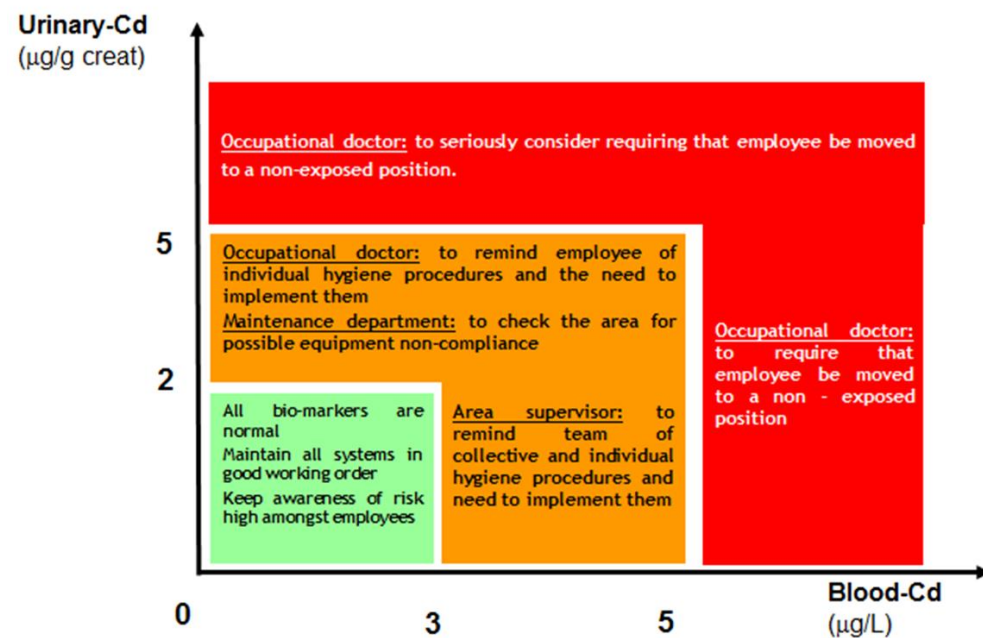 Urinary-Cd
(μg/g creat)
Occupational doctor: to seriously consider requiring that employee be moved
to a non-exposed position.
5
Occupational doctor: to remind employee of
individual hygiene procedures and the need to
implement them
Maintenance department: to check the area for
possible equipment non-compliance
Occupational doctor:
to require that
employee be moved
to a non - exposed
position
2
All bio-markers are
normal
Maintain all systems in
good working order
Keep awareness of risk
high amongst employees
Area supervisor: to
remind team of
collective and individual
hygiene procedures and
need to implement them
0
3
5
Blood-Cd
(μg/L)